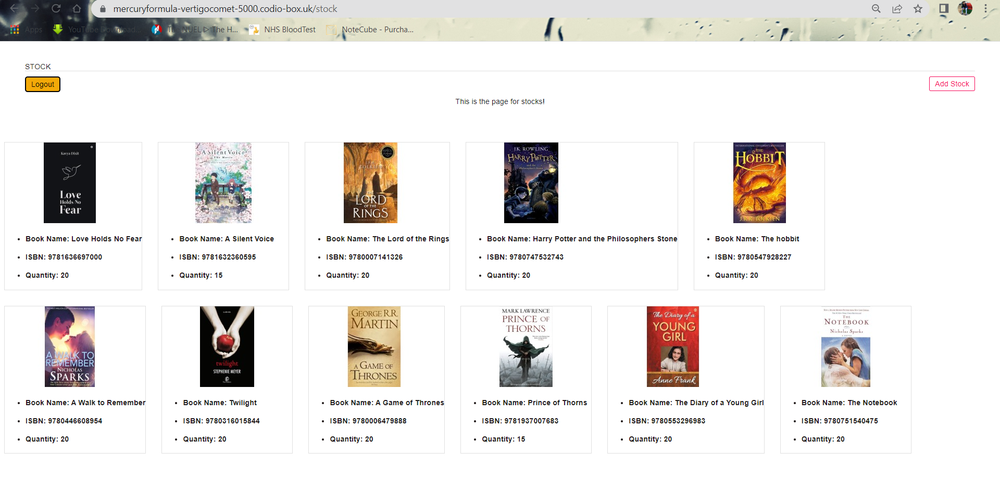 mercuryformula-vertigocomet-5000.codio-box.uk/stock
Apps YouTube Download... The NUEL ▷ The H... NHS BloodTest NoteCube - Purcha...
STOCK
Logout
Add Stock
This is the page for stocks!
Kavya Dixit
Love
Holds No
Fear
A Silent Voice
The Movie
TOLKIEN
THE
LORD
OF THE
RINGS
J.K. ROWLING
HARRY POTTER
and the
Philosopher's Stone
INTERNATIONAL CHILDREN'S BESTSELLER
THE
HOBBIT
J.R.R. TOLKIEN
• Book Name: Love Holds No Fear
• ISBN: 9781636697000
• Quantity: 20
• Book Name: A Silent Voice
• ISBN: 9781632360595
• Quantity: 15
• Book Name: The Lord of the Rings
• ISBN: 9780007141326
• Quantity: 20
• Book Name: Harry Potter and the Philosophers Stone
• ISBN: 9780747532743
• Quantity: 20
• Book Name: The hobbit
• ISBN: 9780547928227
• Quantity: 20
A WALK TO
REMEMBER
NICHOLAS
SPARKS
twilight
STEPHENIE MEYER
GEORGE R.R.
MARTIN
A GAME OF
THRONES
MARK LAWRENCE
PRINCE OF
THORNS
The Diary of a
YOUNG
GIRL
Anne Frank
THE
NOTEBOOK
Nicholas Sparks
A NOVEL
• Book Name: A Walk to Remember
• ISBN: 9780446608954
• Quantity: 20
• Book Name: Twilight
• ISBN: 9780316015844
• Quantity: 20
• Book Name: A Game of Thrones
• ISBN: 9780006479888
• Quantity: 20
• Book Name: Prince of Thorns
• ISBN: 9781937007683
• Quantity: 15
• Book Name: The Diary of a Young Girl
• ISBN: 9780553296983
• Quantity: 20
• Book Name: The Notebook
• ISBN: 9780751540475
• Quantity: 20